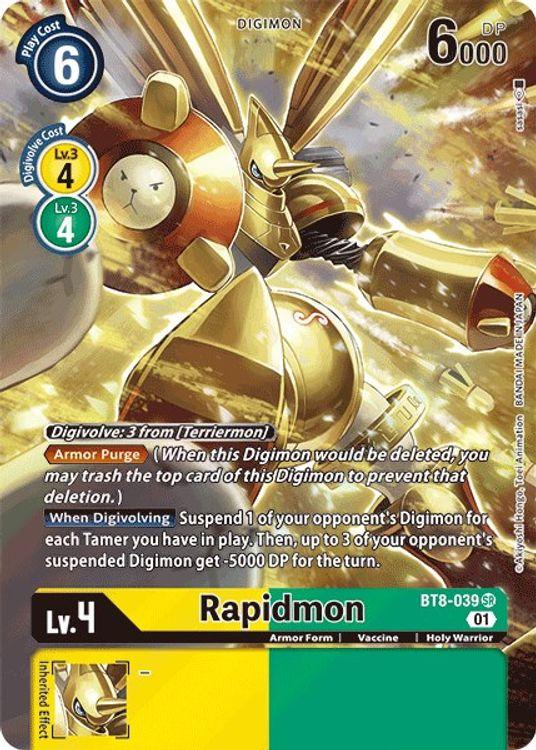 DIGIMON
Play Cost
6
6000
DP
Digivolve Cost
Lv.3
4
Lv.3
4
S
Digivolve: 3 from [Terriermon]
Armor Purge (When this Digimon would be deleted, you
may trash the top card of this Digimon to prevent that
deletion.)
When Digivolving Suspend 1 of your opponent's Digimon for
each Tamer you have in play. Then, up to 3 of your opponent's
suspended Digimon get -5000 DP for the turn.
©Akiyoshi Hongo, Toei Animation BANDAI MADE IN JAPAN
Lv.4
Rapidmon
BT8-039 SR
01
Armor Form | Vaccine | Holy Warrior
Inherited Effect
-